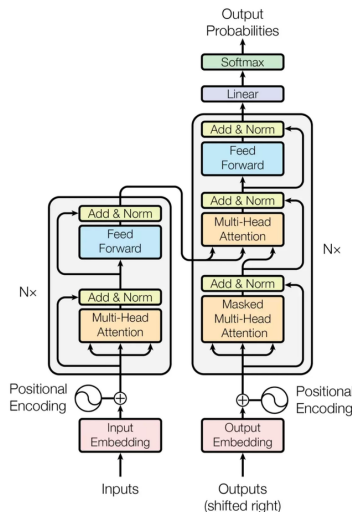 Output
Probabilities
Softmax
Linear
Add & Norm
Feed
Forward
Add & Norm
Multi-Head
Attention
Add & Norm
Masked
Multi-Head
Attention
Nx
Positional
Encoding
Output
Embedding
Outputs
(shifted right)
Add & Norm
Feed
Forward
Add & Norm
Multi-Head
Attention
Nx
Positional
Encoding
Input
Embedding
Inputs